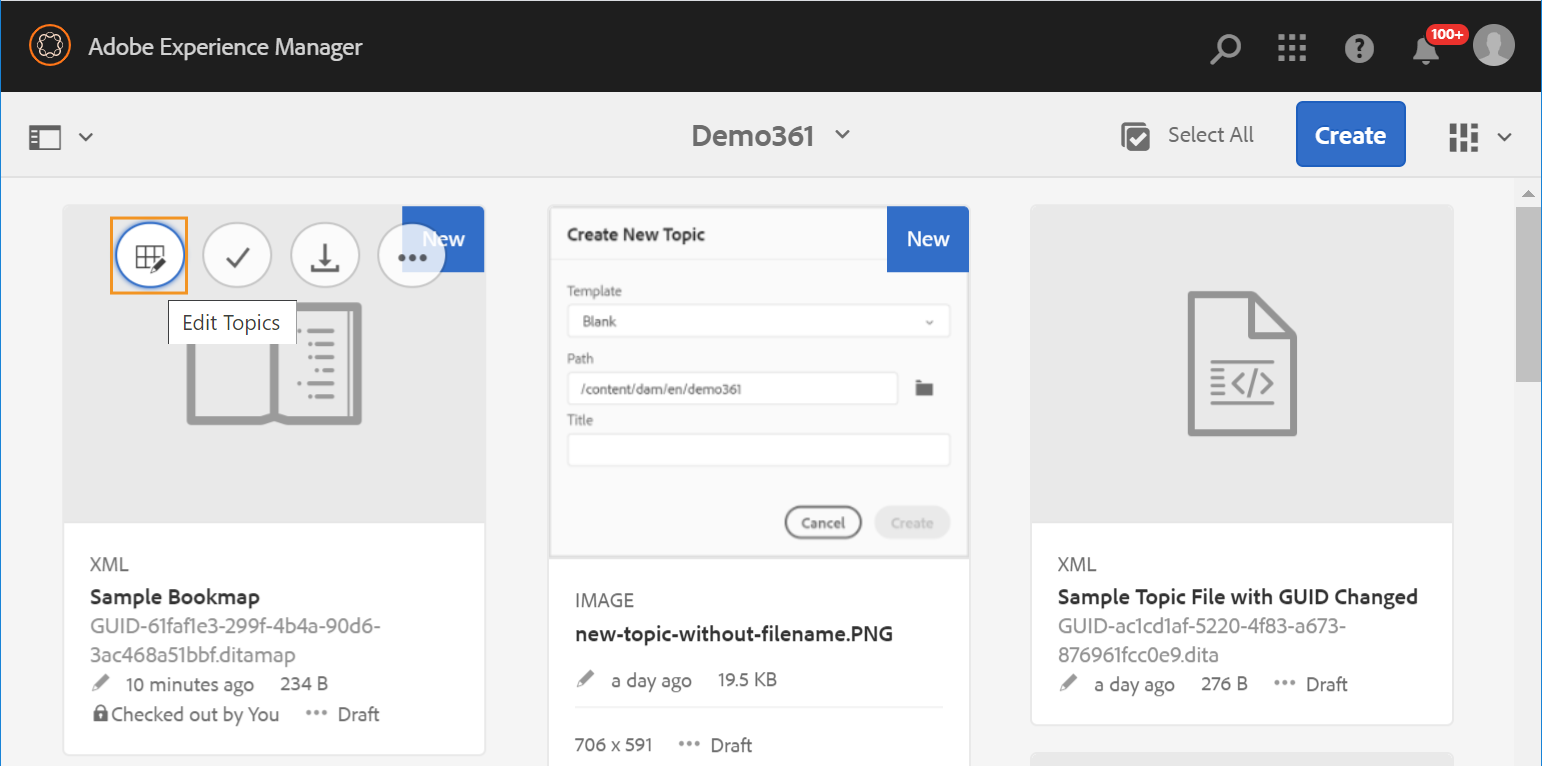 Adobe Experience Manager
100+
Demo361
Select All
Create
New
Edit Topics
XML
Sample Bookmap
GUID-61faf1e3-299f-4b4a-90d6-
3ac468a51bbf.ditamap
10 minutes ago 234 B
Checked out by You ••• Draft
Create New Topic
New
Template
Blank
Path
/content/dam/en/demo361
Title
Cancel Create
IMAGE
new-topic-without-filename.PNG
a day ago 19.5 KB
706 x 591 ••• Draft
XML
Sample Topic File with GUID Changed
GUID-ac1cd1af-5220-4f83-a673-
876961fcc0e9.dita
a day ago 276 B ••• Draft